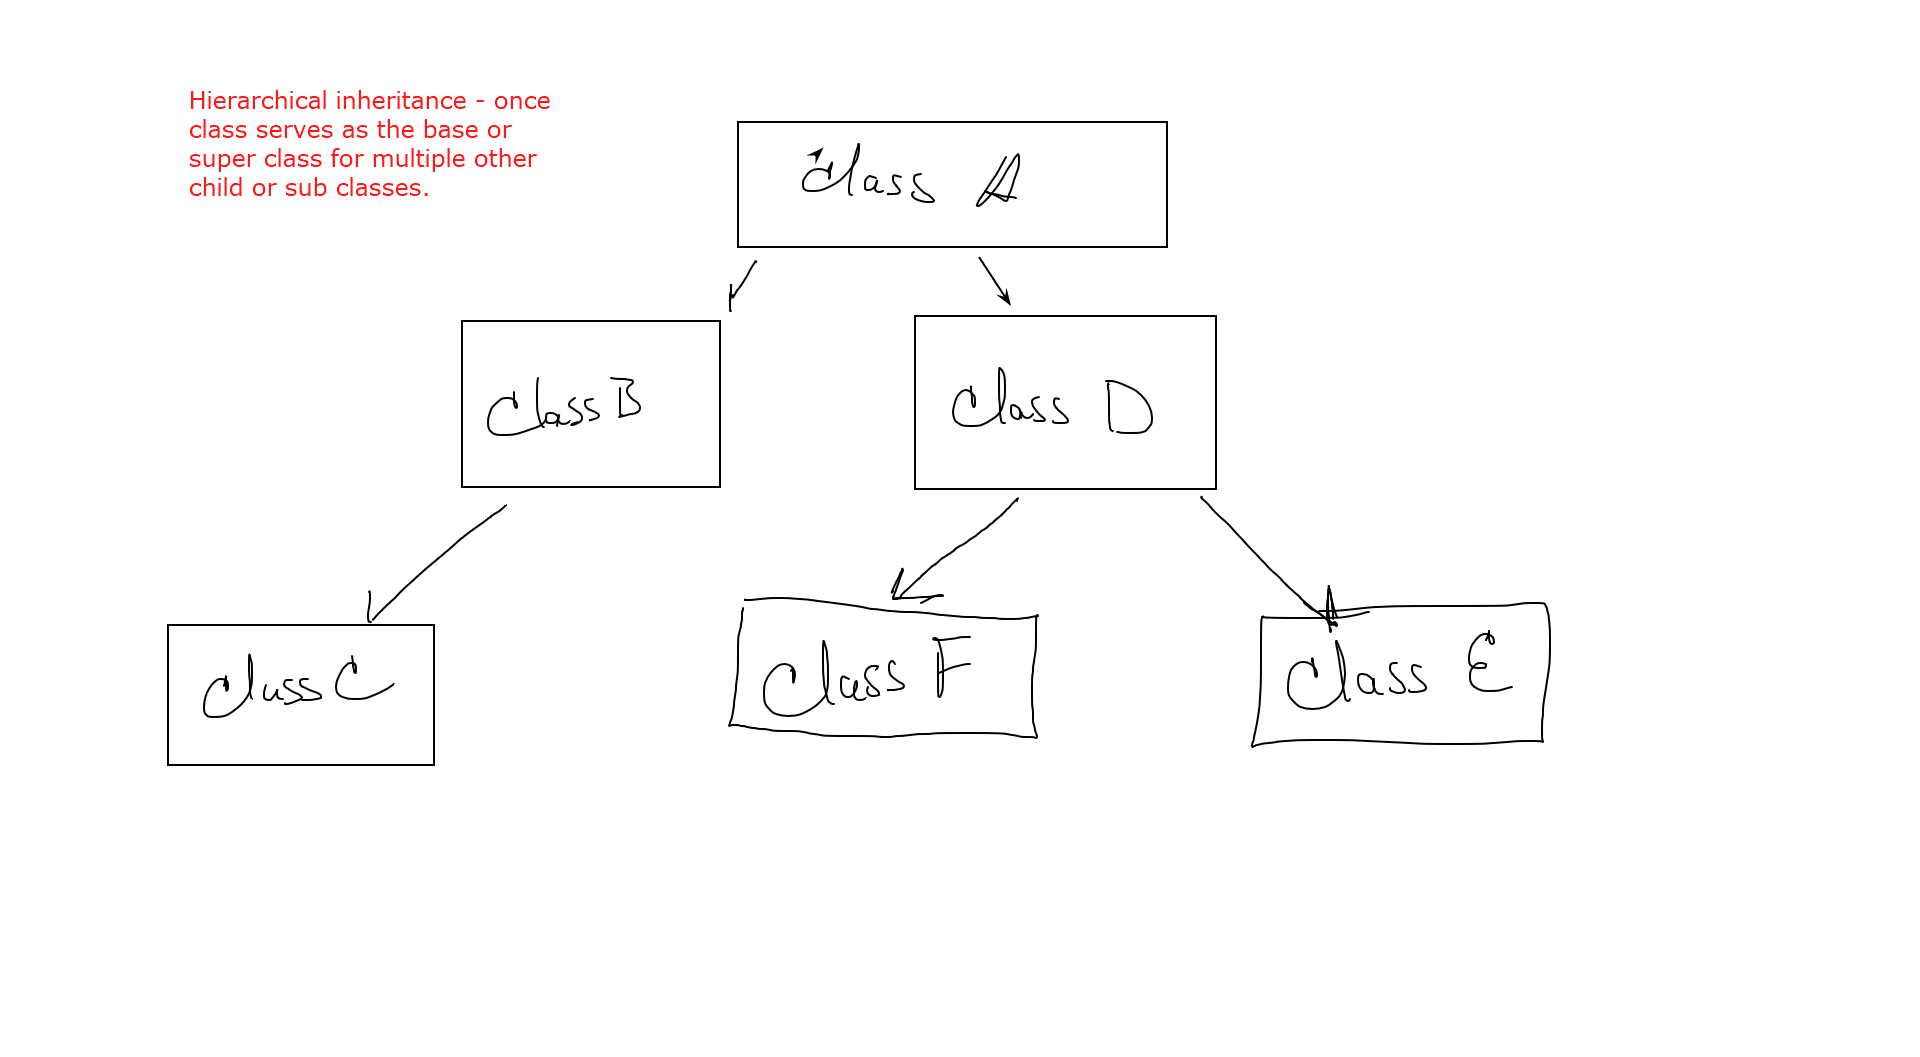 Hierarchical inheritance - once
class serves as the base or
super class for multiple other
child or sub classes.
Class A
Class B
Class D
Class C
Class F
Class E